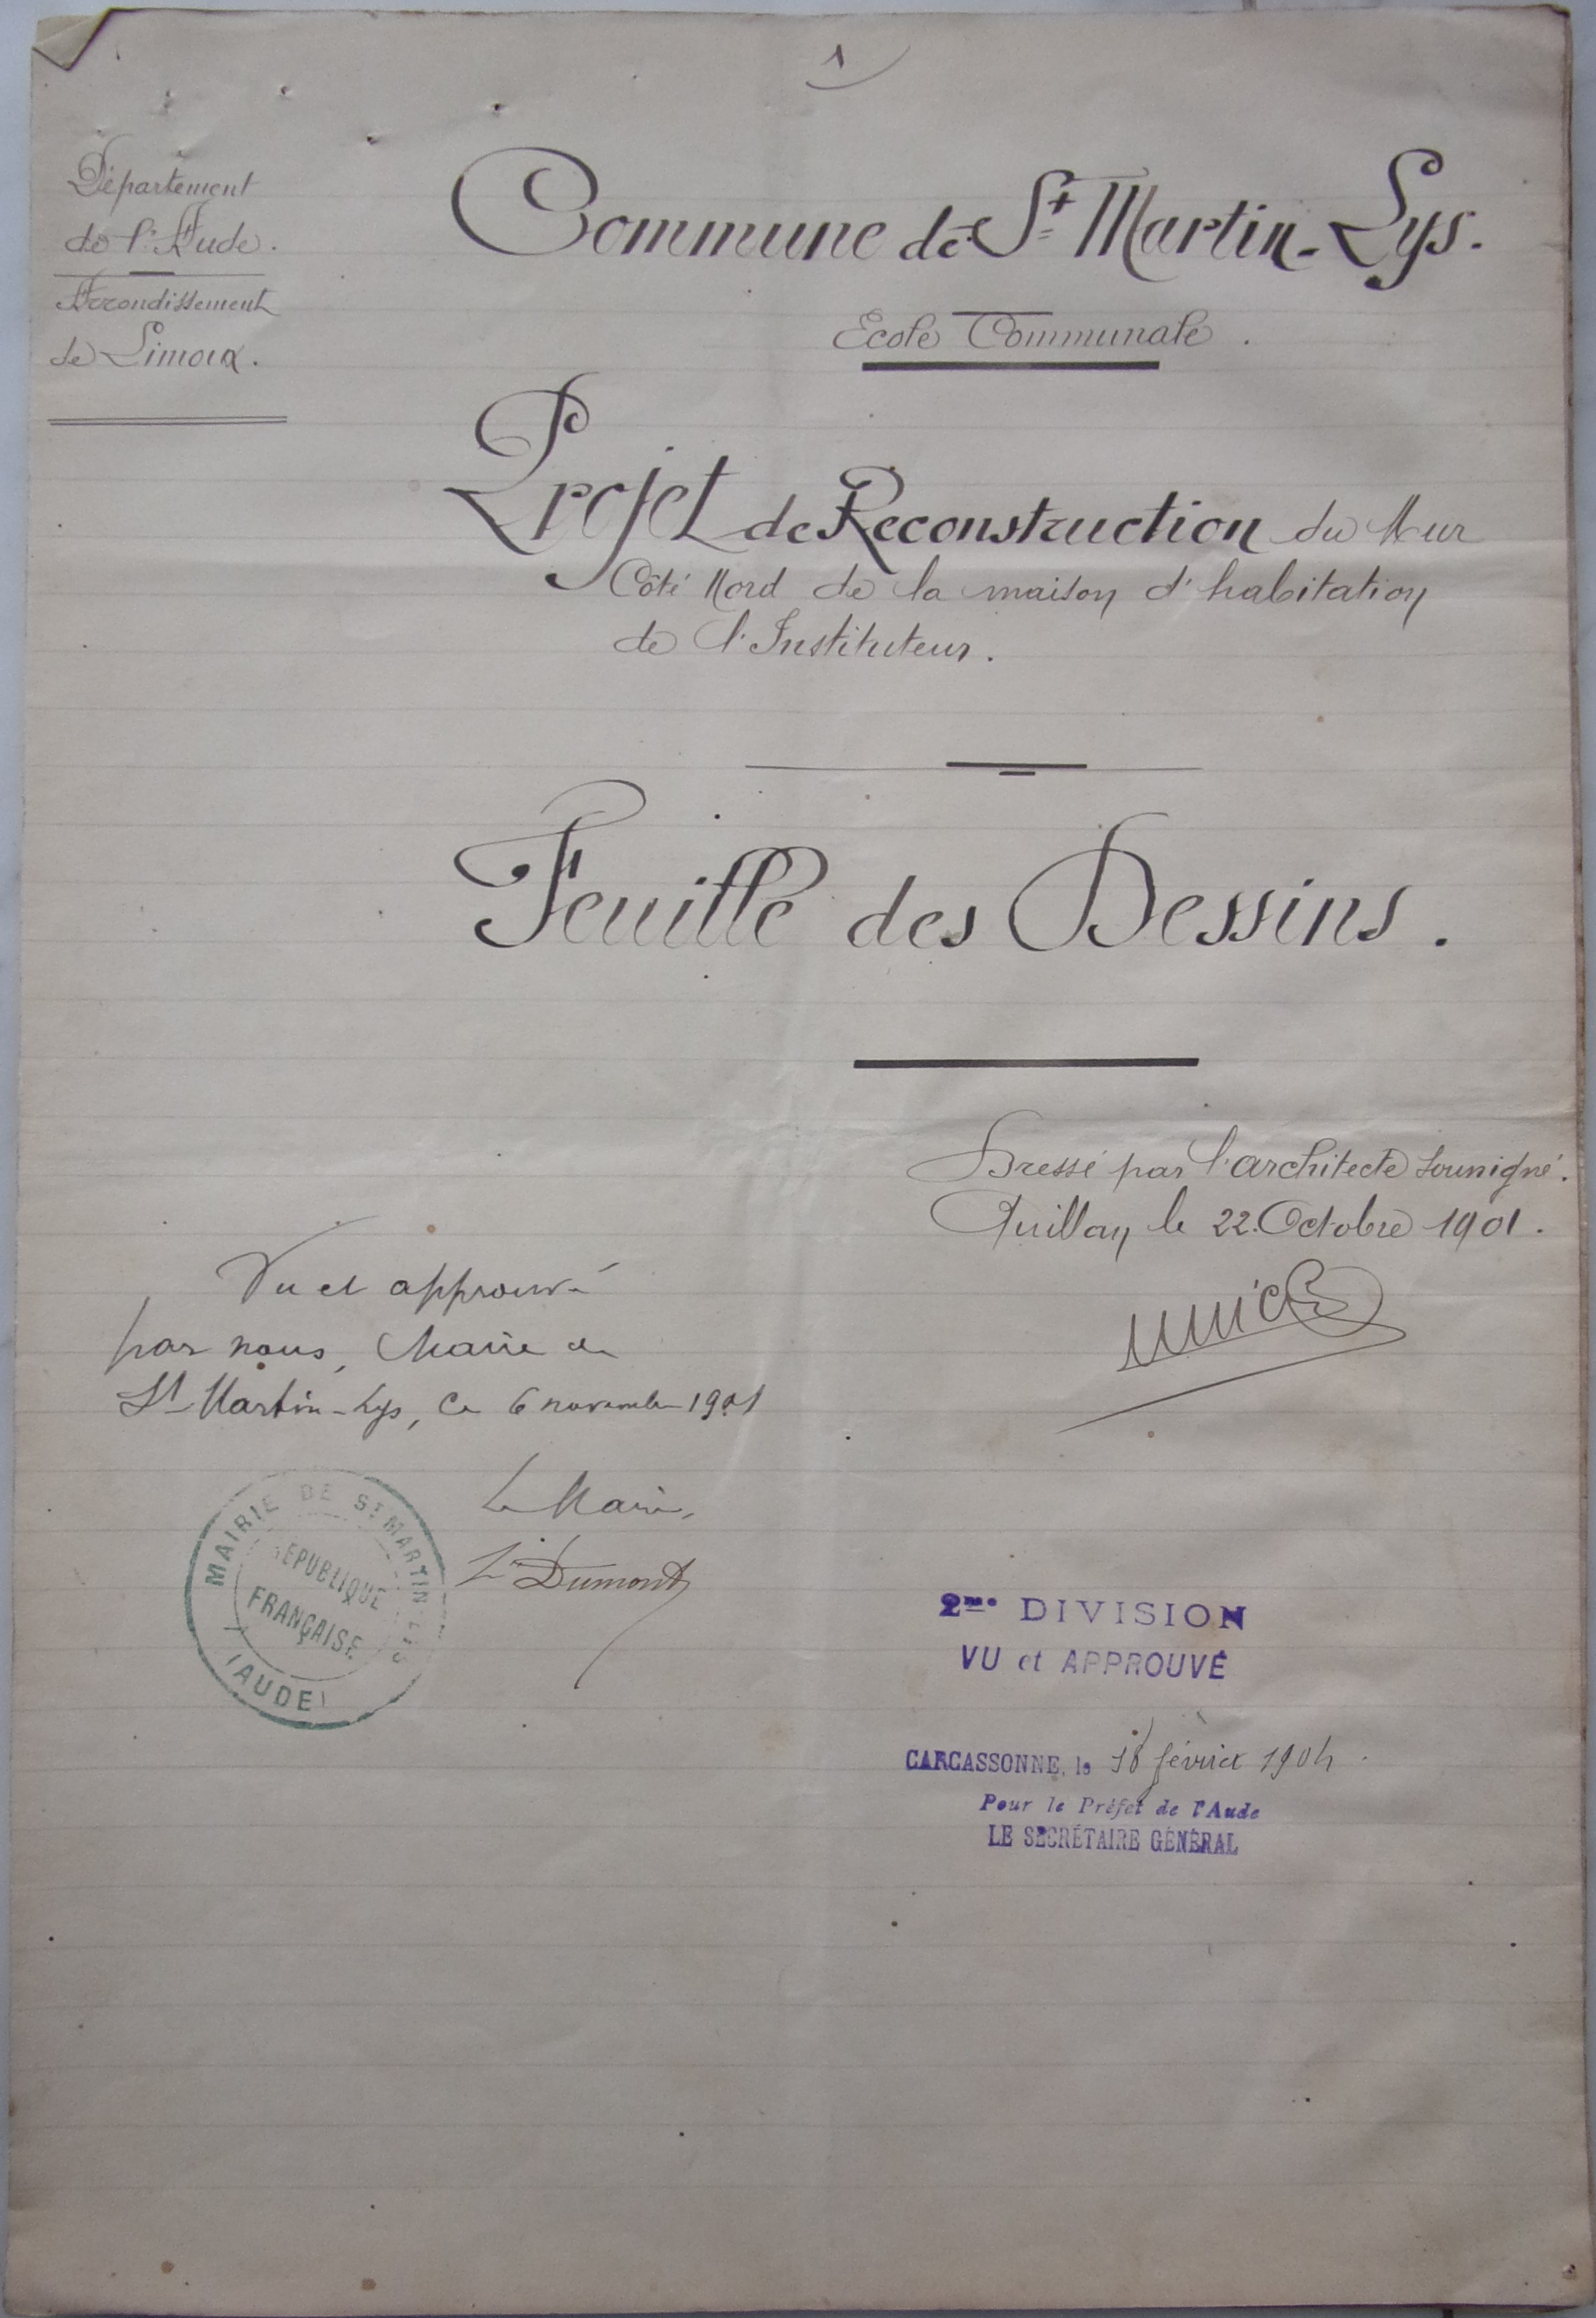 1
Département
de l'Aude.
Arrondissement
de Limoux.
Commune de St Martin-Lys.
Ecole Communale.
Projet de Reconstruction du Mur
Côté Nord de la maison d'habitation
de l'Instituteur.
Feuille des Dessins.
Dressé par l'architecte soussigné.
Quillan le 22 Octobre 1901.
Vu et approuvé
par nous, Maire de
St Martin-Lys, ce 6 novembre 1901
Le Maire,
Dumont
MAIRIE DE ST MARTIN LYS
RÉPUBLIQUE
FRANÇAISE
(AUDE)
2me DIVISION
VU et APPROUVÉ
CARCASSONNE, le février 1904.
Pour le Préfet de l'Aude
LE SECRÉTAIRE GÉNÉRAL